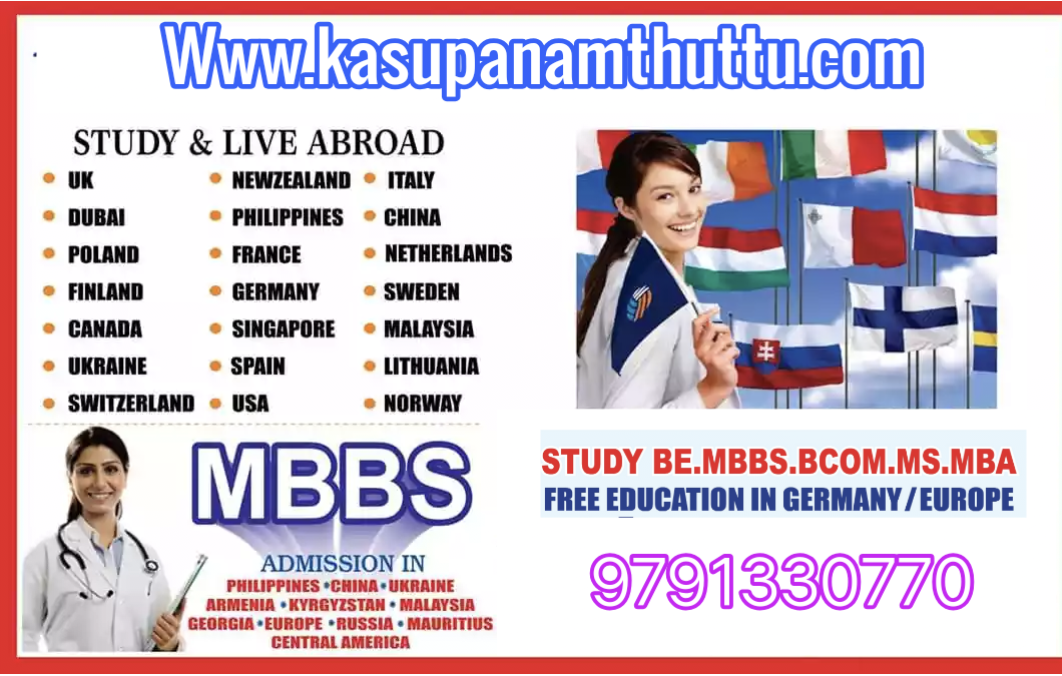 Www.kasupanamthuttu.com
STUDY & LIVE ABROAD
UK
DUBAI
POLAND
FINLAND
CANADA
UKRAINE
SWITZERLAND
NEWZEALAND
PHILIPPINES
FRANCE
GERMANY
SINGAPORE
SPAIN
USA
ITALY
CHINA
NETHERLANDS
SWEDEN
MALAYSIA
LITHUANIA
NORWAY
MBBS
ADMISSION IN
PHILIPPINES • CHINA • UKRAINE
ARMENIA • KYRGYZSTAN • MALAYSIA
GEORGIA • EUROPE • RUSSIA • MAURITIUS
CENTRAL AMERICA
STUDY BE.MBBS.BCOM.MS.MBA
FREE EDUCATION IN GERMANY/EUROPE
9791330770